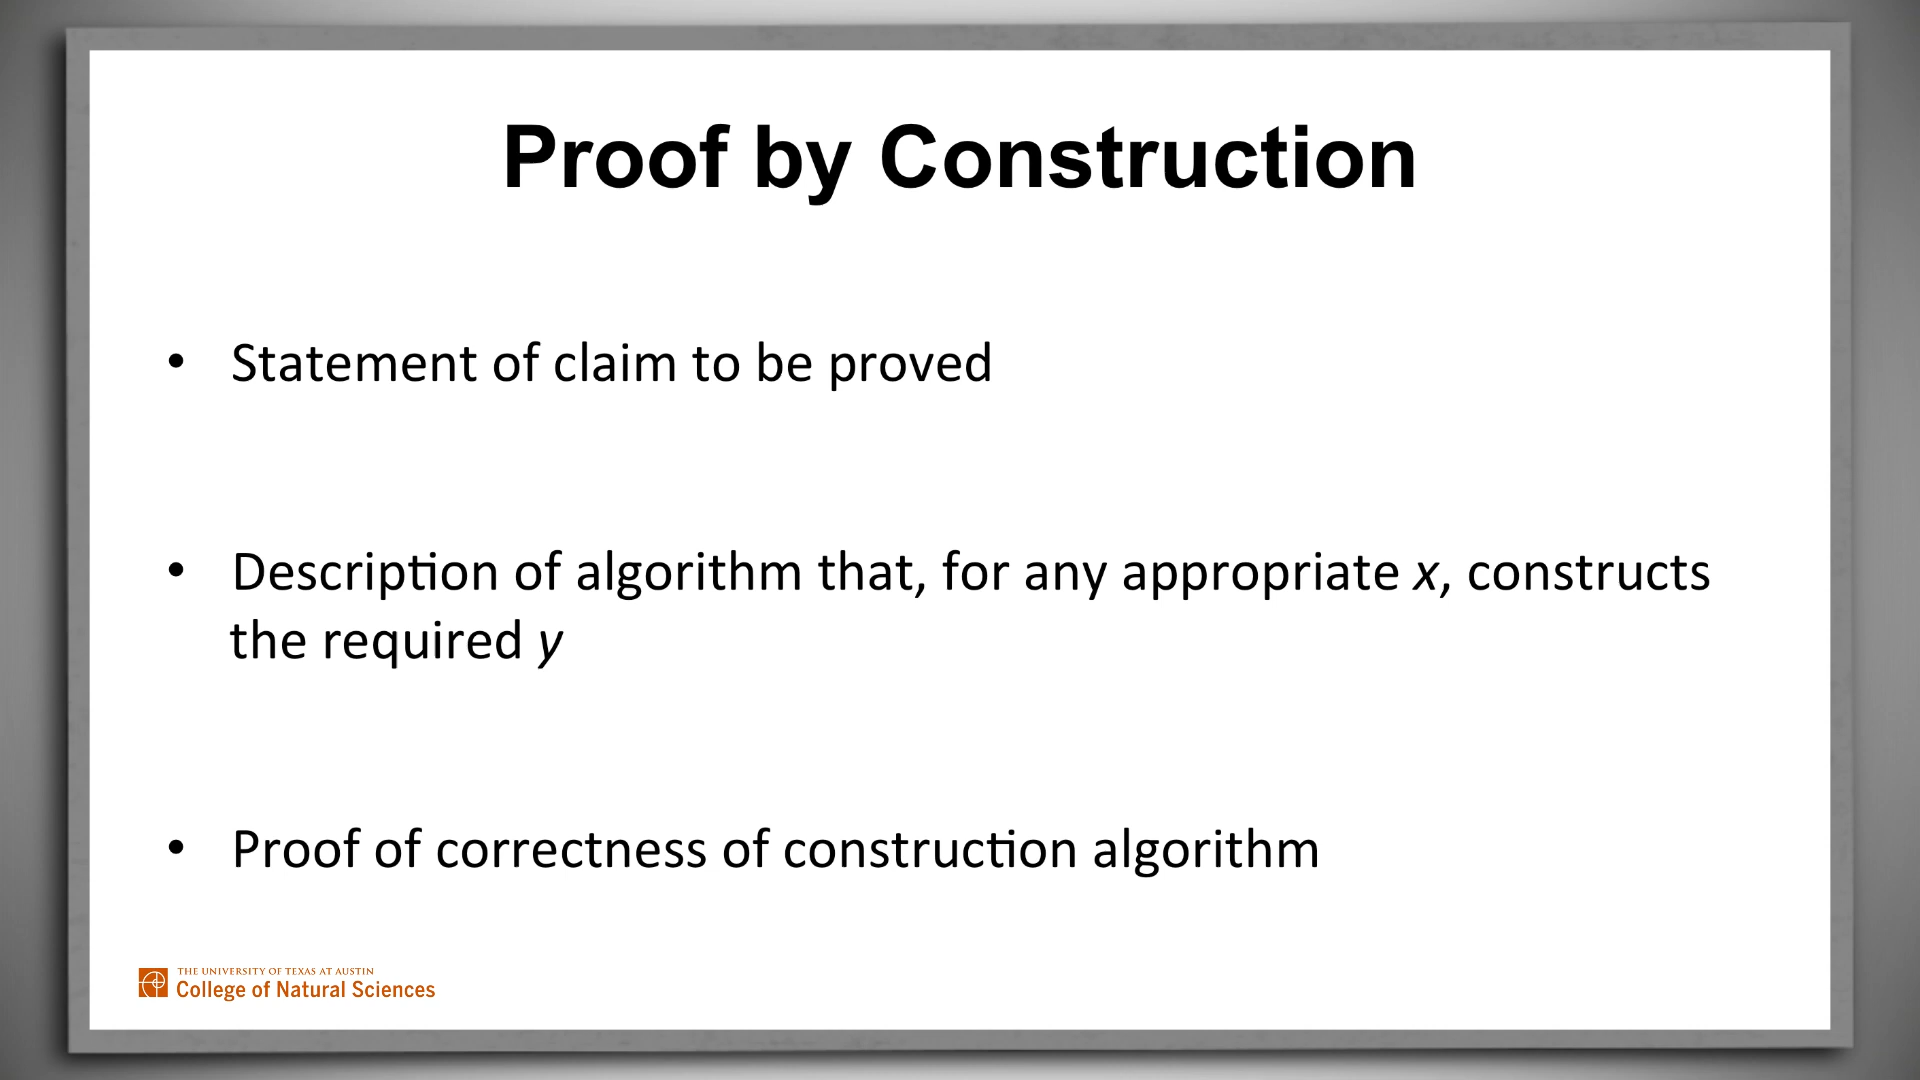 Proof by Construction
• Statement of claim to be proved
• Description of algorithm that, for any appropriate x, constructs
the required y
• Proof of correctness of construction algorithm
THE UNIVERSITY OF TEXAS AT AUSTIN
College of Natural Sciences